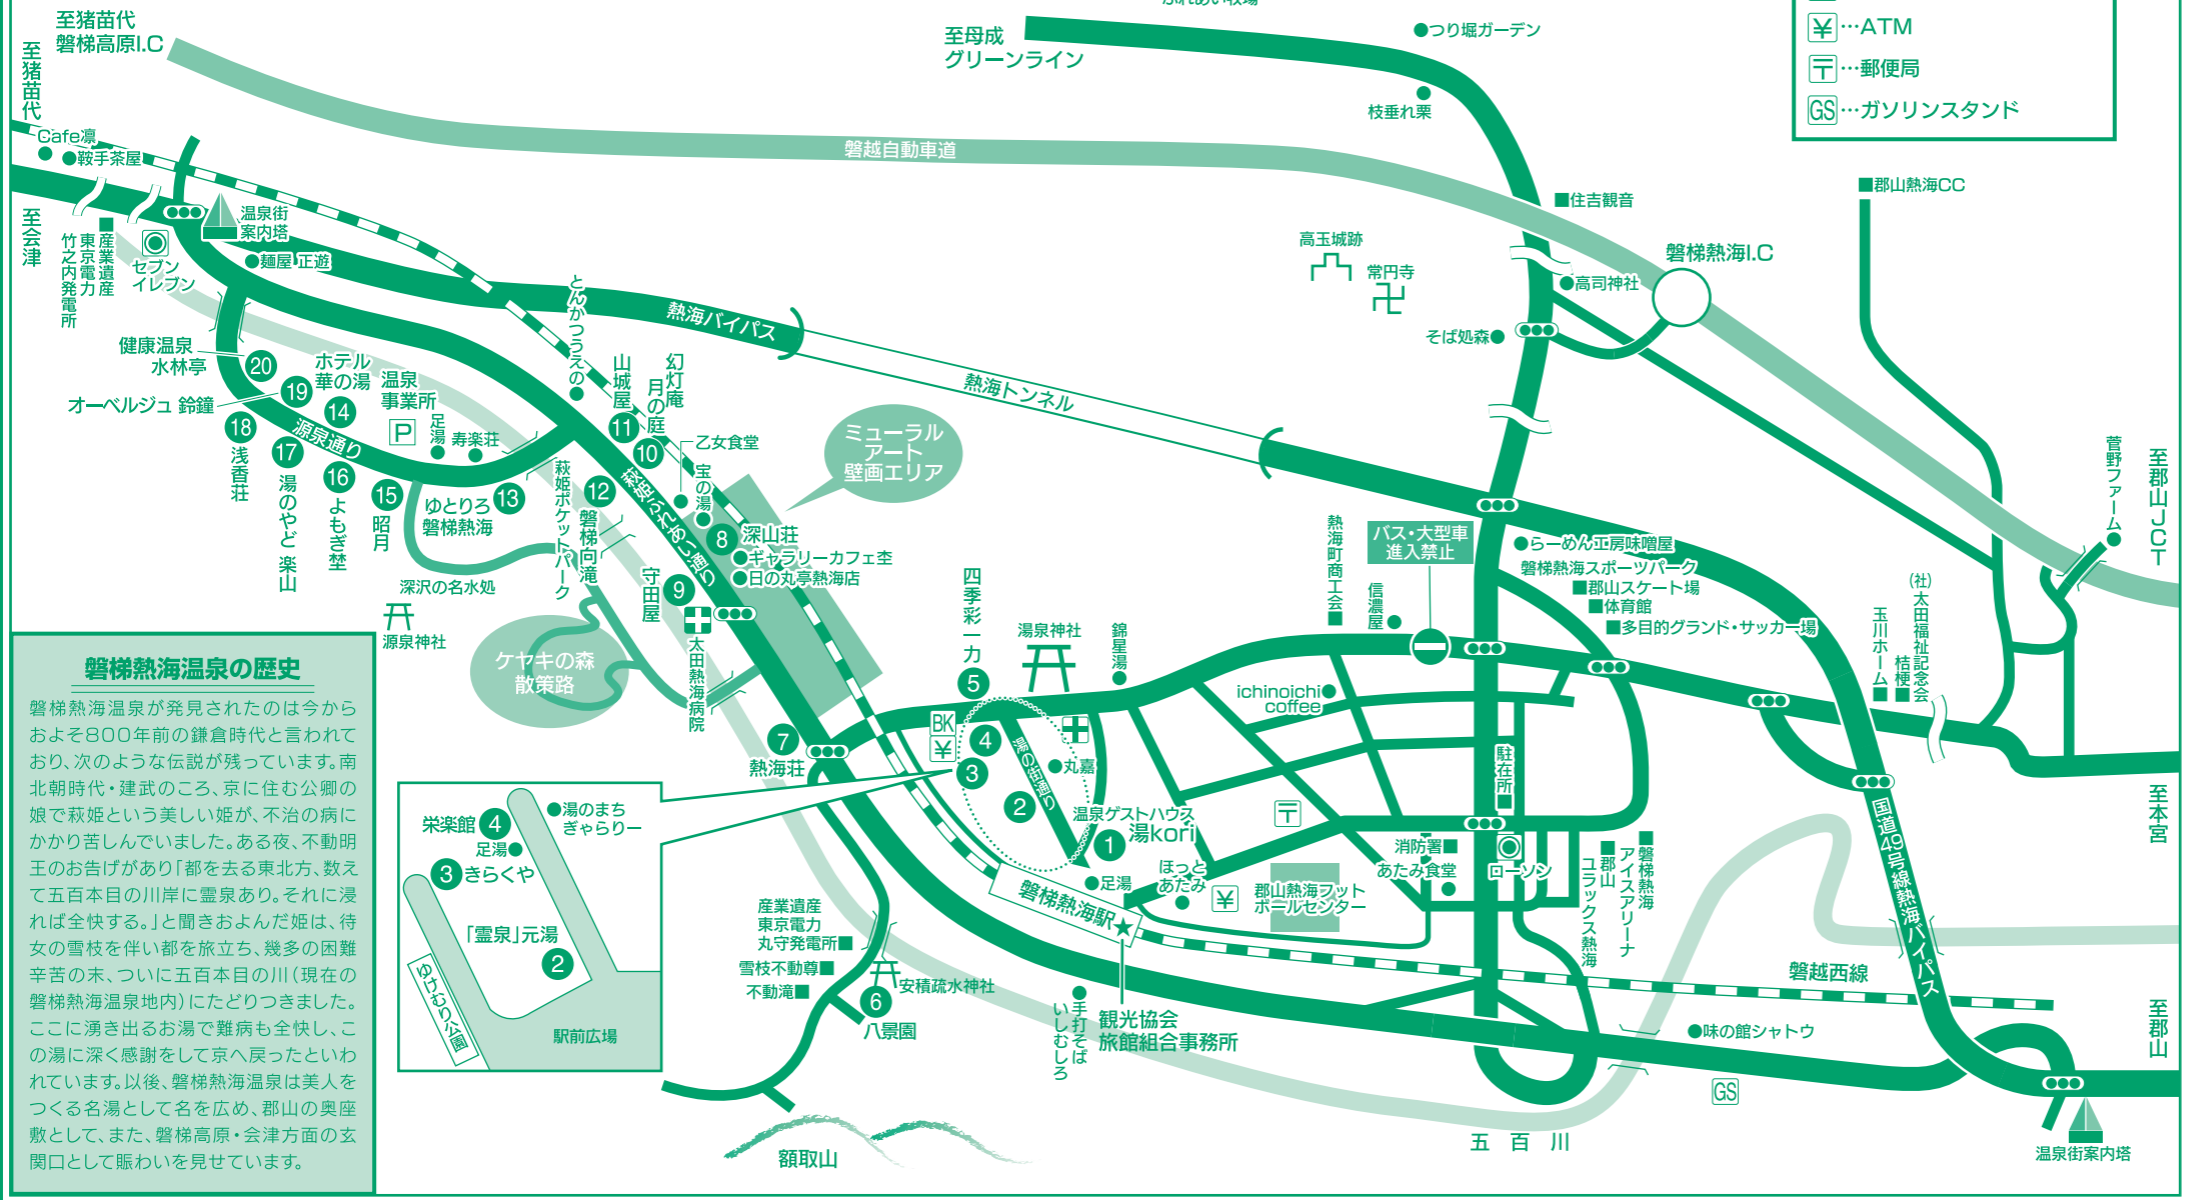 至猪苗代
磐梯高原I.C
至猪苗代
Cafe凛
鞍手茶屋
至会津
産業遺産
東京電力
竹之内発電所
セブン
イレブン
温泉街
案内塔
麺屋 正遊
至母成
グリーンライン
つり堀ガーデン
枝垂れ栗
¥…ATM
〒…郵便局
GS…ガソリンスタンド
磐越自動車道
住吉観音
郡山熱海CC
高玉城跡
常円寺
磐梯熱海I.C
高司神社
そば処森
熱海バイパス
熱海トンネル
とんかつうえの
健康温泉
水林亭
20
オーベルジュ 鈴鐘
19
ホテル
華の湯
14
温泉
事業所
P
足湯
寿楽荘
源泉通り
18
浅香荘
17
湯のやど 楽山
16
よもぎ埜
15
昭月
ゆとりろ
磐梯熱海
13
深沢の名水処
源泉神社
山城屋
11
月の庭
10
幻灯庵
乙女食堂
宝の湯
ミューラル
アート
壁画エリア
萩姫ポケットパーク
12
磐梯向滝
萩姫ふれあい通り
8
深山荘
ギャラリーカフェ杢
日の丸亭熱海店
守田屋
9
太田熱海病院
ケヤキの森
散策路
7
熱海荘
四季彩一力
5
湯泉神社
錦星湯
BK
¥
4
3
2
湯の街通り
丸嘉
温泉ゲストハウス
湯kori
1
足湯
ほっと
あたみ
¥
磐梯熱海駅
熱海町商工会
信濃屋
バス・大型車
進入禁止
らーめん工房味噌屋
磐梯熱海スポーツパーク
郡山スケート場
体育館
多目的グランド・サッカー場
ichinoichi
coffee
駐在所
〒
消防署
あたみ食堂
ローソン
郡山熱海フット
ボールセンター
磐梯熱海
アイスアリーナ
郡山
ユラックス熱海
菅野ファーム
至郡山JCT
(社)太田福祉記念会
桔梗
玉川ホーム
国道49号線熱海バイパス
至本宮
磐越西線
至郡山
味の館シャトウ
GS
温泉街案内塔
五百川
観光協会
旅館組合事務所
手打そば
いしむしろ
産業遺産
東京電力
丸守発電所
雪枝不動尊
不動滝
安積疏水神社
6
八景園
額取山
栄楽館
4
足湯
湯のまち
ぎゃらりー
3
きらくや
「霊泉」元湯
2
ゆけむり公園
駅前広場
磐梯熱海温泉の歴史
磐梯熱海温泉が発見されたのは今から
およそ800年前の鎌倉時代と言われて
おり、次のような伝説が残っています。南
北朝時代・建武のころ、京に住む公卿の
娘で萩姫という美しい姫が、不治の病に
かかり苦しんでいました。ある夜、不動明
王のお告げがあり「都を去る東北方、数え
て五百本目の川岸に霊泉あり。それに浸
れば全快する。」と聞きおよんだ姫は、待
女の雪枝を伴い都を旅立ち、幾多の困難
辛苦の末、ついに五百本目の川(現在の
磐梯熱海温泉地内)にたどりつきました。
ここに湧き出るお湯で難病も全快し、こ
の湯に深く感謝をして京へ戻ったといわ
れています。以後、磐梯熱海温泉は美人を
つくる名湯として名を広め、郡山の奥座
敷として、また、磐梯高原・会津方面の玄
関口として賑わいを見せています。